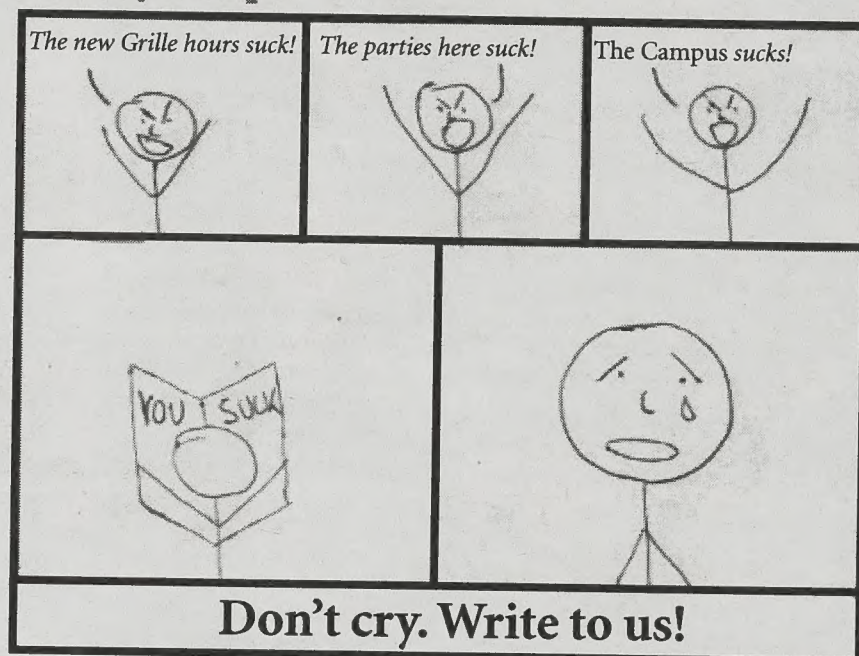 The new Grille hours suck!
The parties here suck!
The Campus sucks!
YOU SUCK
Don't cry. Write to us!